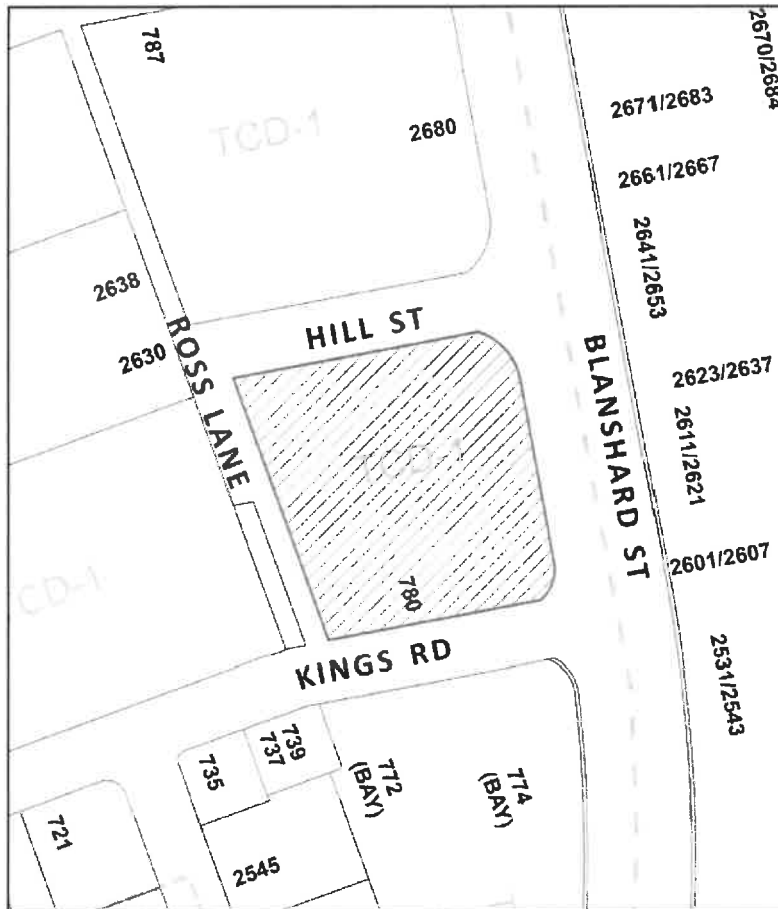 787
2670/2684
2671/2683
TCD-1
2680
2661/2667
2641/2653
2638
HILL ST
2630
ROSS LANE
BLANSHARD ST
2623/2637
2611/2621
TCD-1
2601/2607
CD-1
780
KINGS RD
2531/2543
739
737
735
772
(BAY)
774
(BAY)
721
2545